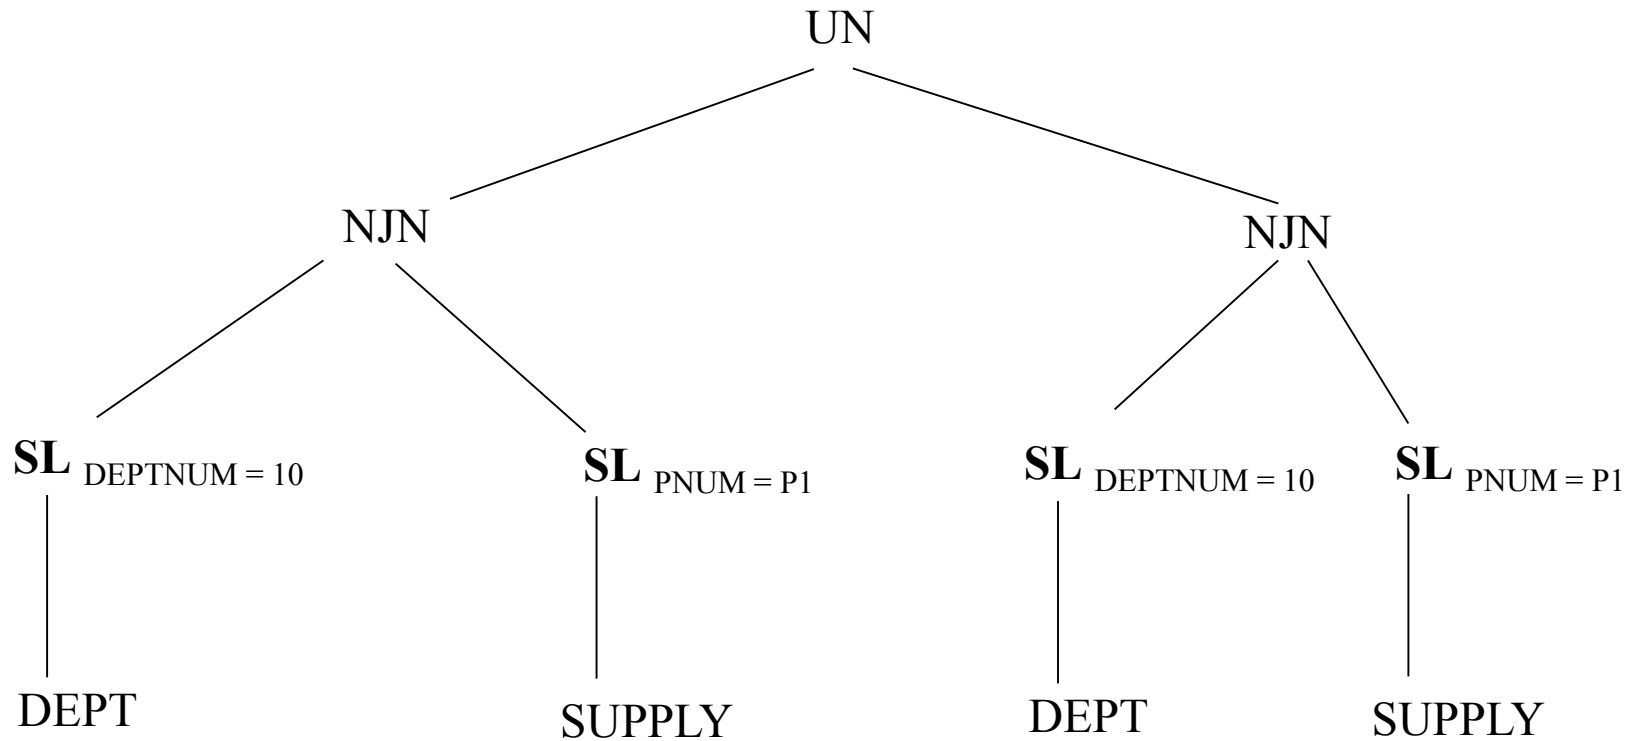 UN
NJN
NJN
SL DEPTNUM = 10
SL PNUM = P1
SL DEPTNUM = 10
SL PNUM = P1
DEPT
SUPPLY
DEPT
SUPPLY